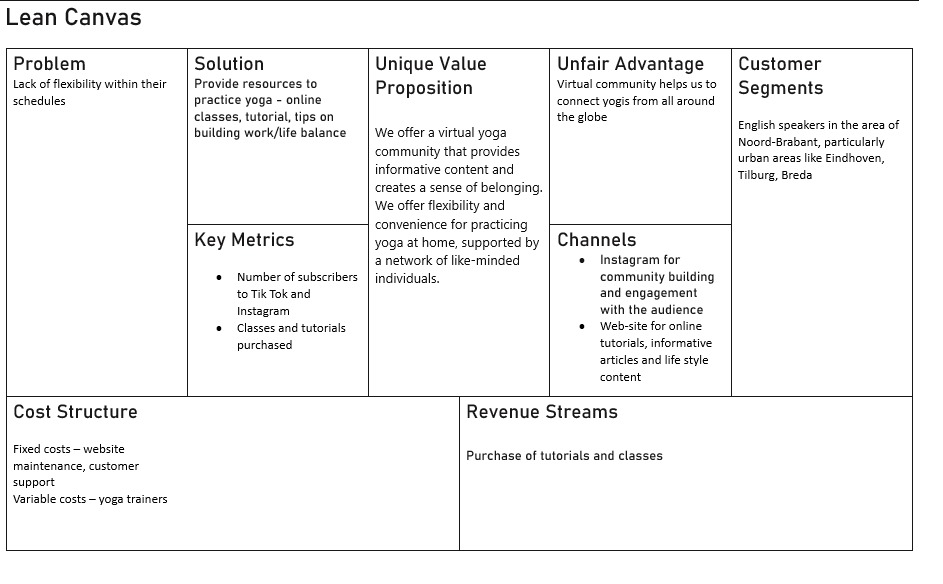 Lean Canvas
Problem
Lack of flexibility within their
schedules
Solution
Provide resources to
practice yoga - online
classes, tutorial, tips on
building work/life balance
Key Metrics
• Number of subscribers
to Tik Tok and
Instagram
• Classes and tutorials
purchased
Unique Value
Proposition
We offer a virtual yoga
community that provides
informative content and
creates a sense of belonging.
We offer flexibility and
convenience for practicing
yoga at home, supported by
a network of like-minded
individuals.
Unfair Advantage
Virtual community helps us to
connect yogis from all around
the globe
Channels
• Instagram for
community building
and engagement
with the audience
• Web-site for online
tutorials, informative
articles and life style
content
Customer
Segments
English speakers in the area of
Noord-Brabant, particularly
urban areas like Eindhoven,
Tilburg, Breda
Cost Structure
Fixed costs – website
maintenance, customer
support
Variable costs – yoga trainers
Revenue Streams
Purchase of tutorials and classes